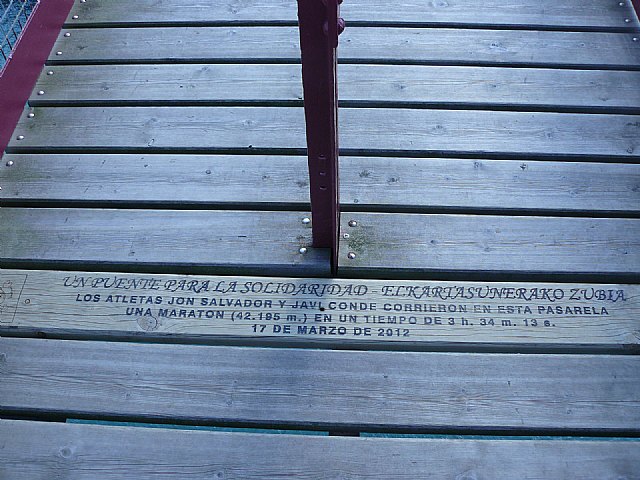 UN PUENTE PARA LA SOLIDARIDAD - ELKARTASUNERAKO ZUBIA
LOS ATLETAS JON SALVADOR Y JAVI CONDE CORRIERON EN ESTA PASARELA
UNA MARATON (42.195 m.) EN UN TIEMPO DE 3 h. 34 m. 13 s.
17 DE MARZO DE 2012